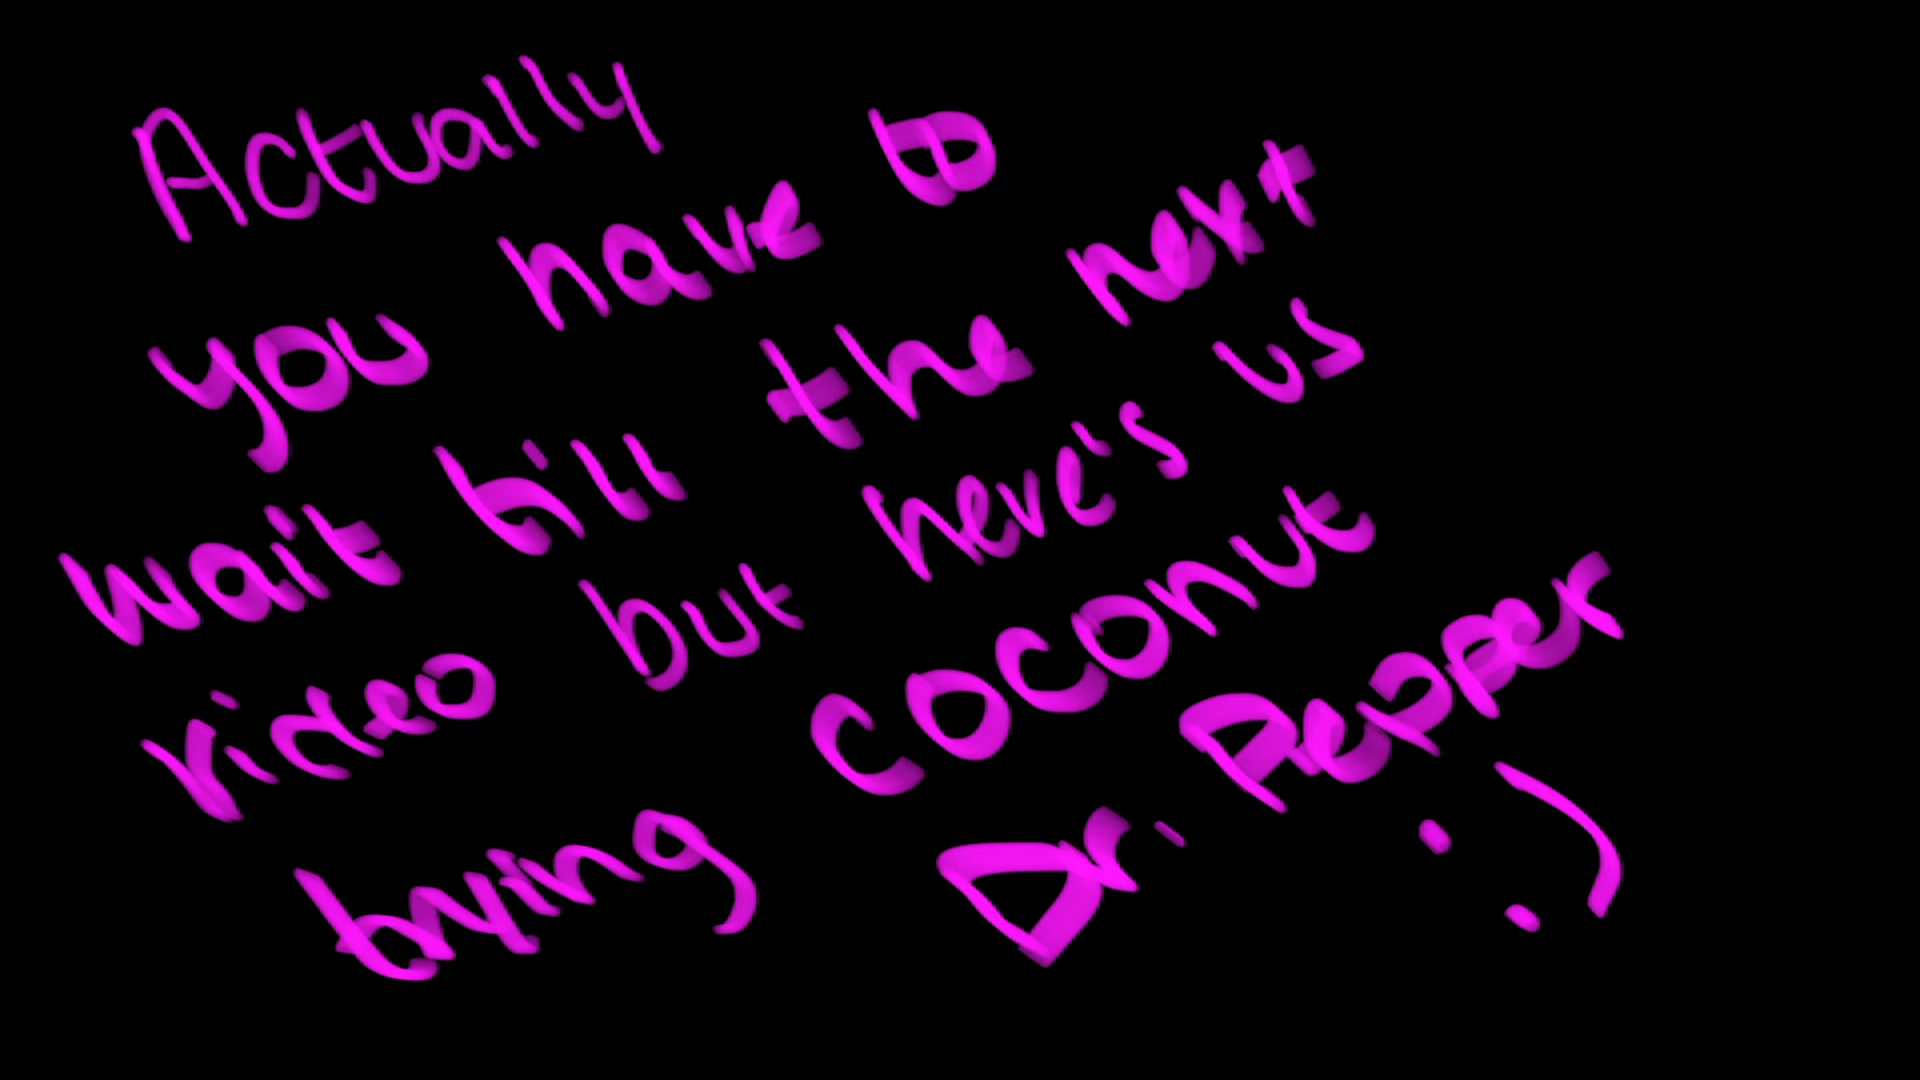 Actually
you have to
wait till the next
video but here's us
trying coconut
Dr. Pepper
:)